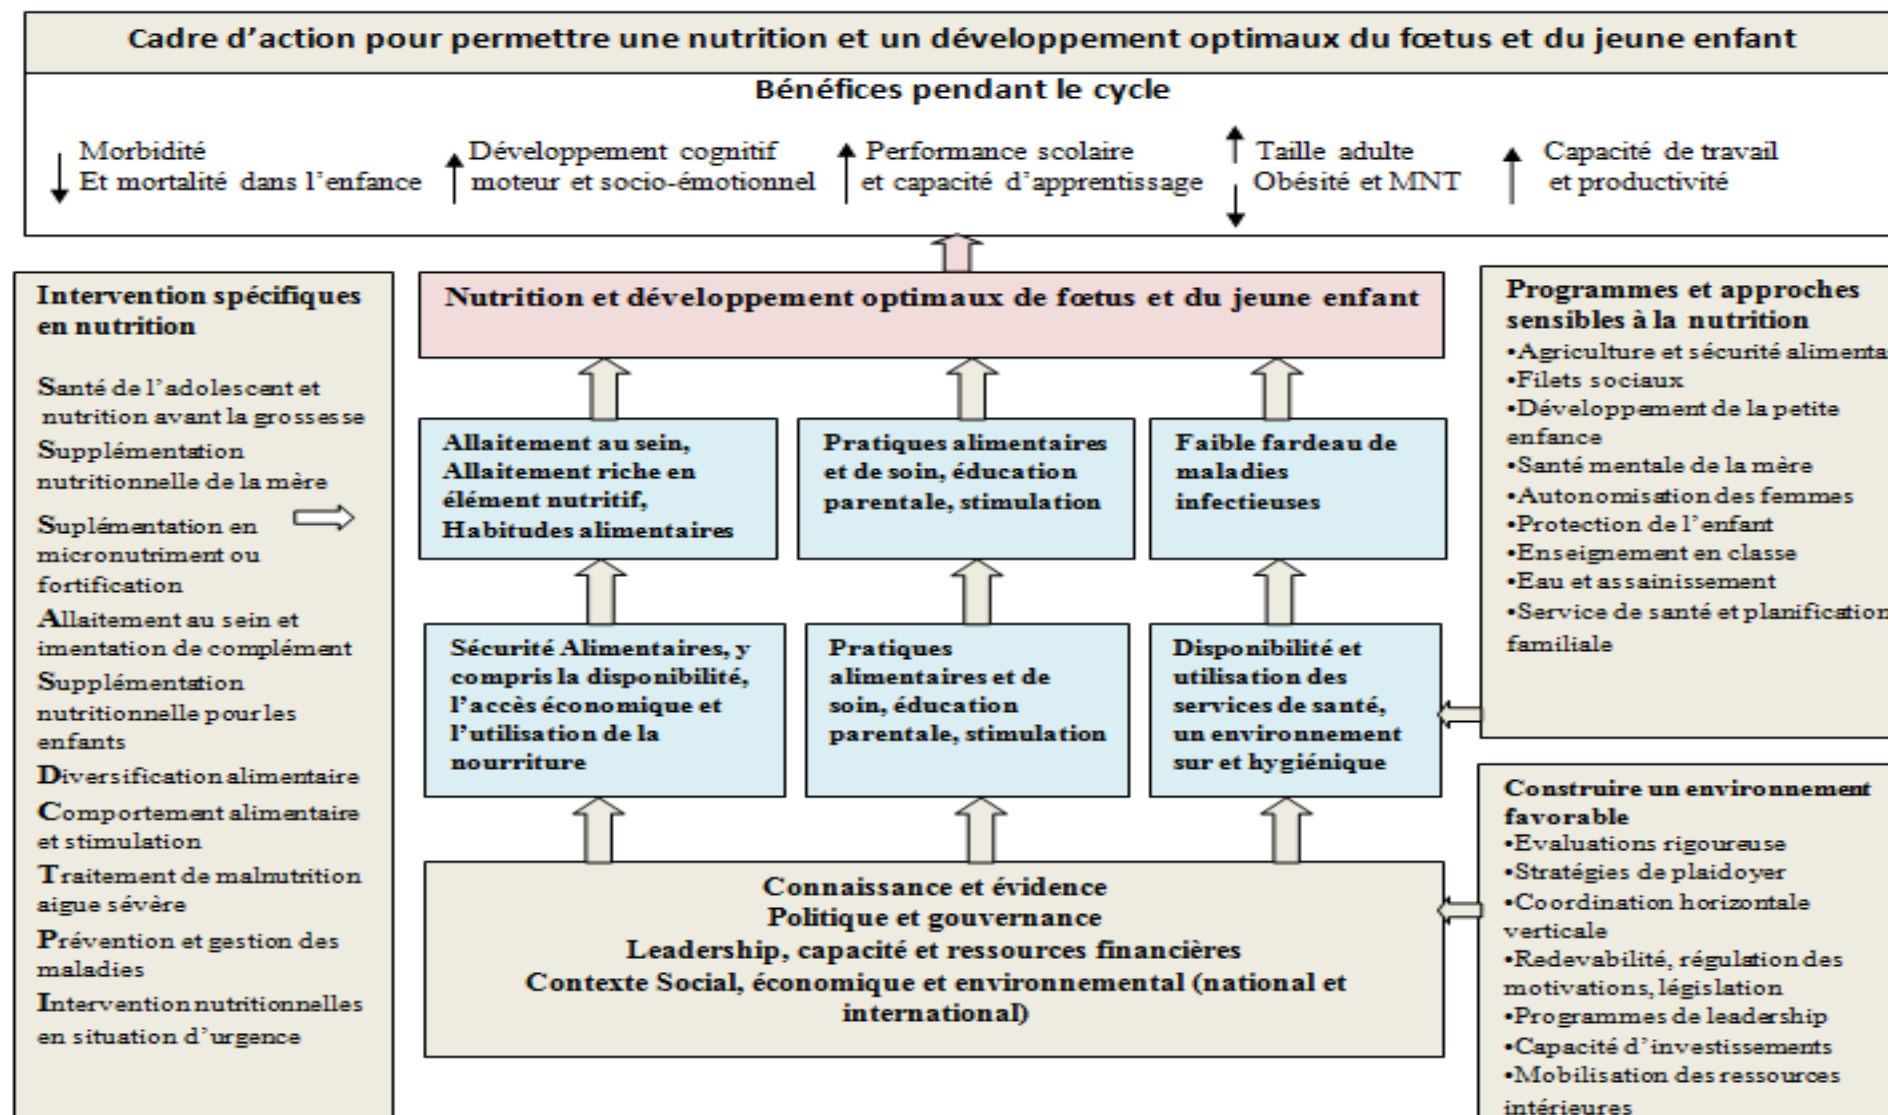 Cadre d'action pour permettre une nutrition et un développement optimaux du fœtus et du jeune enfant
Bénéfices pendant le cycle
Morbidité
Et mortalité dans l'enfance
Développement cognitif
moteur et socio-émotionnel
Performance scolaire
et capacité d'apprentissage
Taille adulte
Obésité et MNT
Capacité de travail
et productivité
Intervention spécifiques
en nutrition
Santé de l'adolescent et
nutrition avant la grossesse
Supplémentation
nutritionnelle de la mère
Suplémentation en
micronutriment ou
fortification
Allaitement au sein et
imentation de complément
Supplémentation
nutritionnelle pour les
enfants
Diversification alimentaire
Comportement alimentaire
et stimulation
Traitement de malnutrition
aigue sévère
Prévention et gestion des
maladies
Intervention nutritionnelles
en situation d'urgence
Nutrition et développement optimaux de fœtus et du jeune enfant
Allaitement au sein,
Allaitement riche en
élément nutritif,
Habitudes alimentaires
Pratiques alimentaires
et de soin, éducation
parentale, stimulation
Faible fardeau de
maladies
infectieuses
Sécurité Alimentaires, y
compris la disponibilité,
l'accès économique et
l'utilisation de la
nourriture
Pratiques
alimentaires et de
soin, éducation
parentale, stimulation
Disponibilité et
utilisation des
services de santé,
un environnement
sur et hygiénique
Connaissance et évidence
Politique et gouvernance
Leadership, capacité et ressources financières
Contexte Social, économique et environnemental (national et
international)
Programmes et approches
sensibles à la nutrition
•Agriculture et sécurité alimenta
•Filets sociaux
•Développement de la petite
enfance
•Santé mentale de la mère
•Autonomisation des femmes
•Protection de l'enfant
•Enseignement en classe
•Eau et assainissement
•Service de santé et planification
familiale
Construire un environnement
favorable
•Evaluations rigoureuse
•Stratégies de plaidoyer
•Coordination horizontale
verticale
•Redevabilité, régulation des
motivations, législation
•Programmes de leadership
•Capacité d'investissements
•Mobilisation des ressources
intérieures